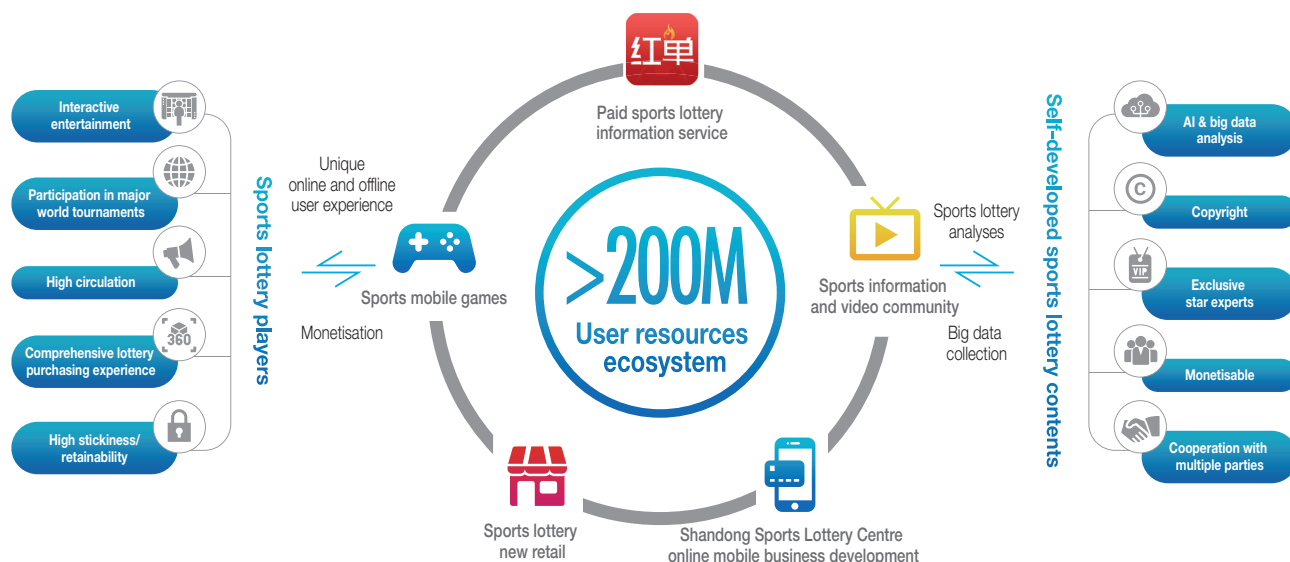 Interactive
entertainment
Participation in major
world tournaments
High circulation
360
Comprehensive lottery
purchasing experience
High stickiness/
retainability
Sports lottery players
Unique
online and offline
user experience
Monetisation
红单
Paid sports lottery
information service
Sports mobile games
>200M
User resources
ecosystem
Sports information
and video community
Sports lottery
new retail
Shandong Sports Lottery Centre
online mobile business development
Sports lottery
analyses
Big data
collection
Self-developed sports lottery contents
AI & big data
analysis
C
Copyright
VIP
Exclusive
star experts
Monetisable
Cooperation with
multiple parties